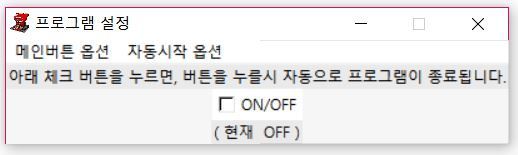 프로그램 설정
메인버튼 옵션 자동시작 옵션
아래 체크 버튼을 누르면, 버튼을 누를시 자동으로 프로그램이 종료됩니다.
ON/OFF
( 현재 OFF )